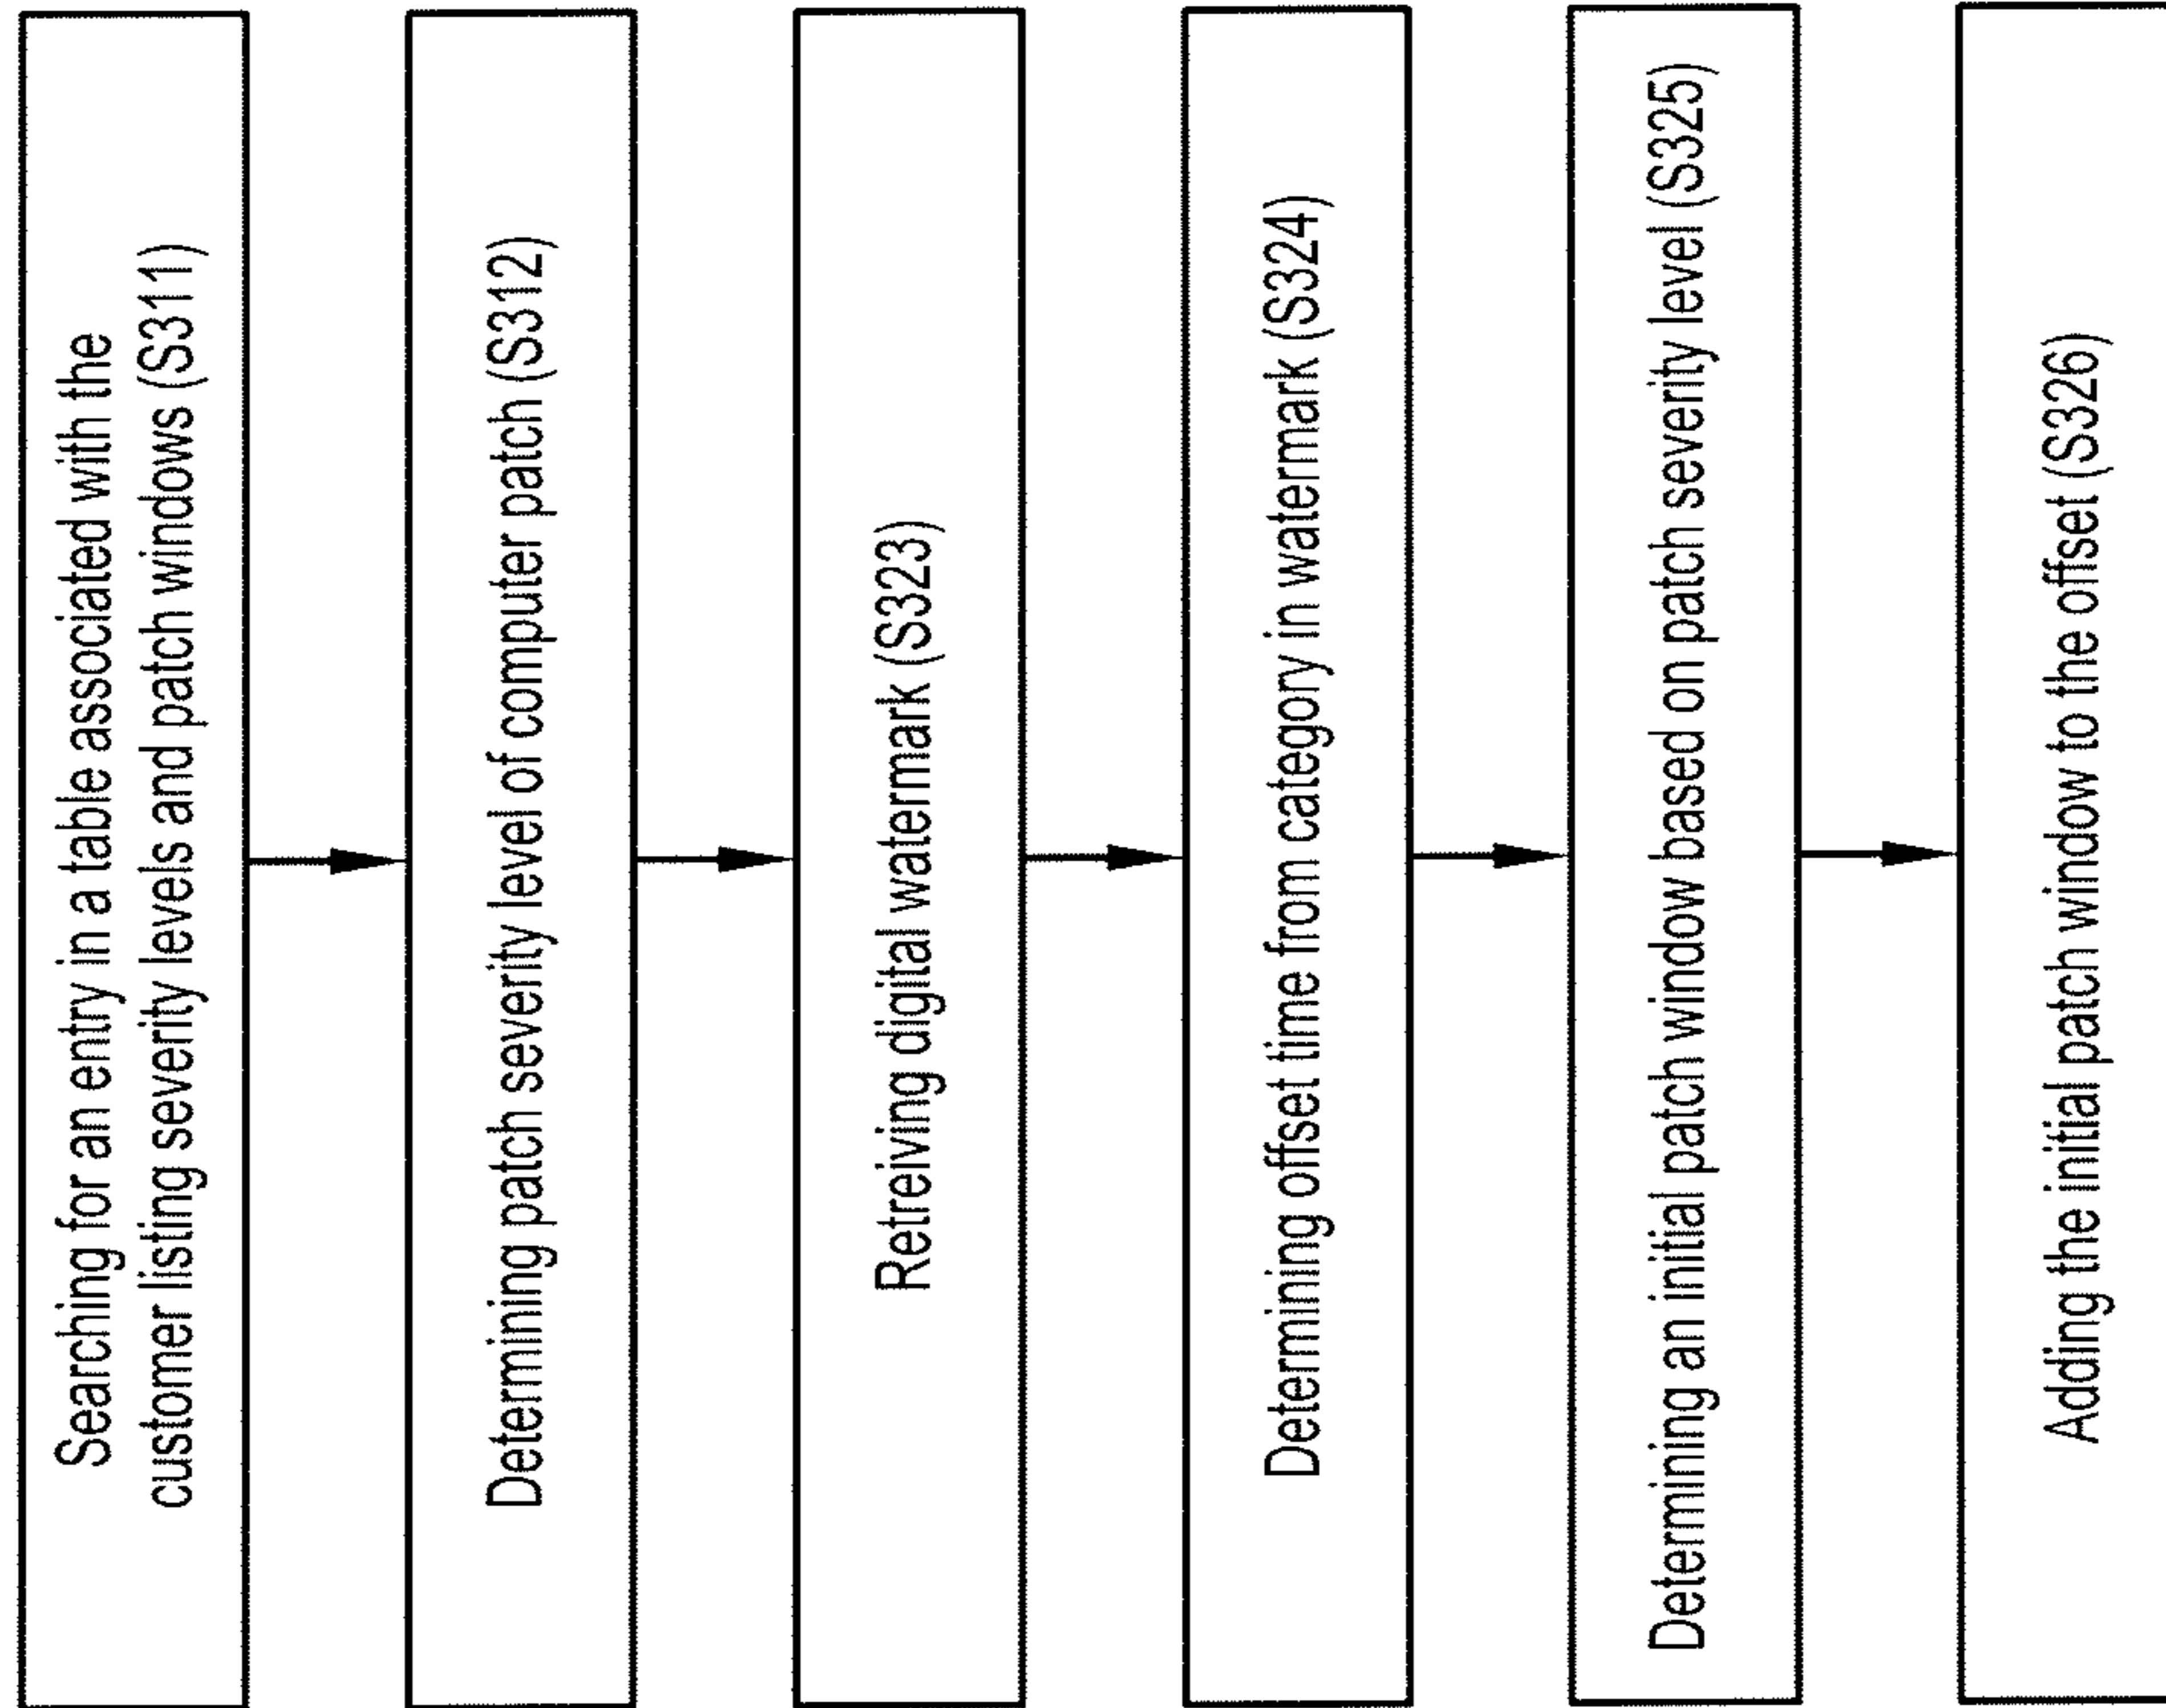 Searching for an entry in a table associated with the
customer listing severity levels and patch windows (S311)
Determining patch severity level of computer patch (S312)
Retreiving digital watermark (S323)
Determining offset time from category in watermark (S324)
Determining an initial patch window based on patch severity level (S325)
Adding the initial patch window to the offset (S326)